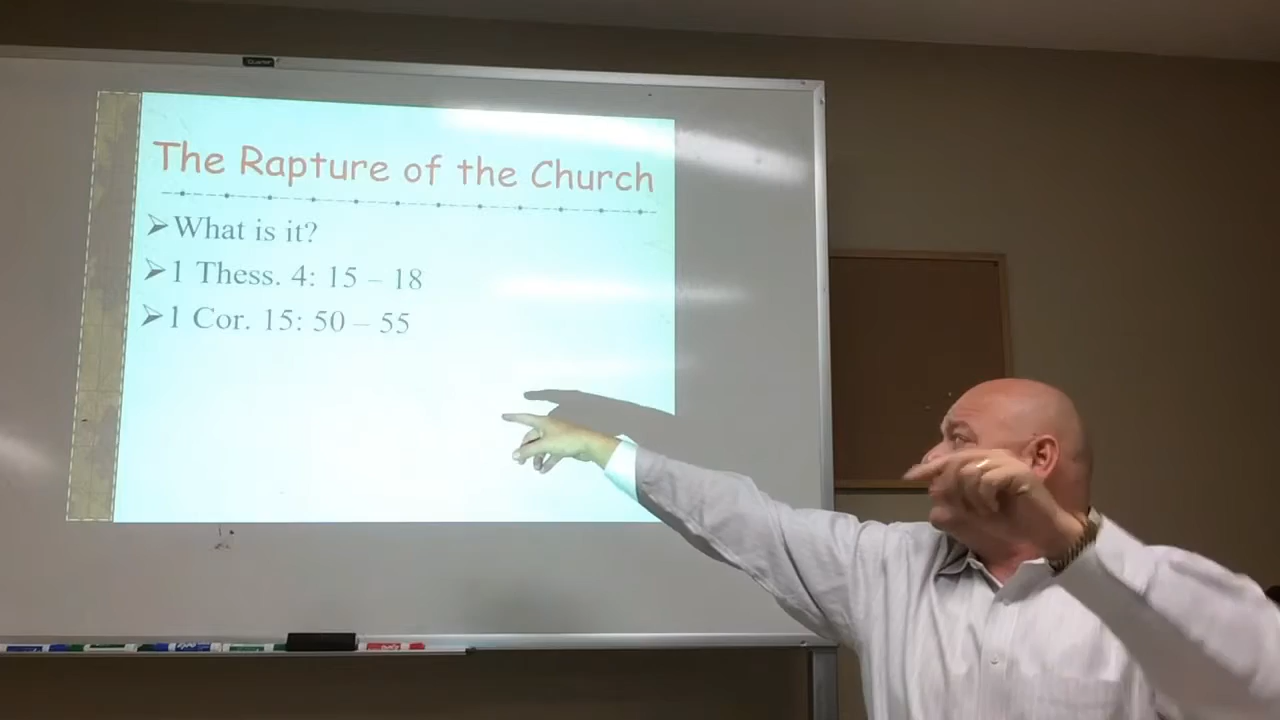 The Rapture of the Church
➢What is it?
➢1 Thess. 4: 15 – 18
➢1 Cor. 15: 50 – 55